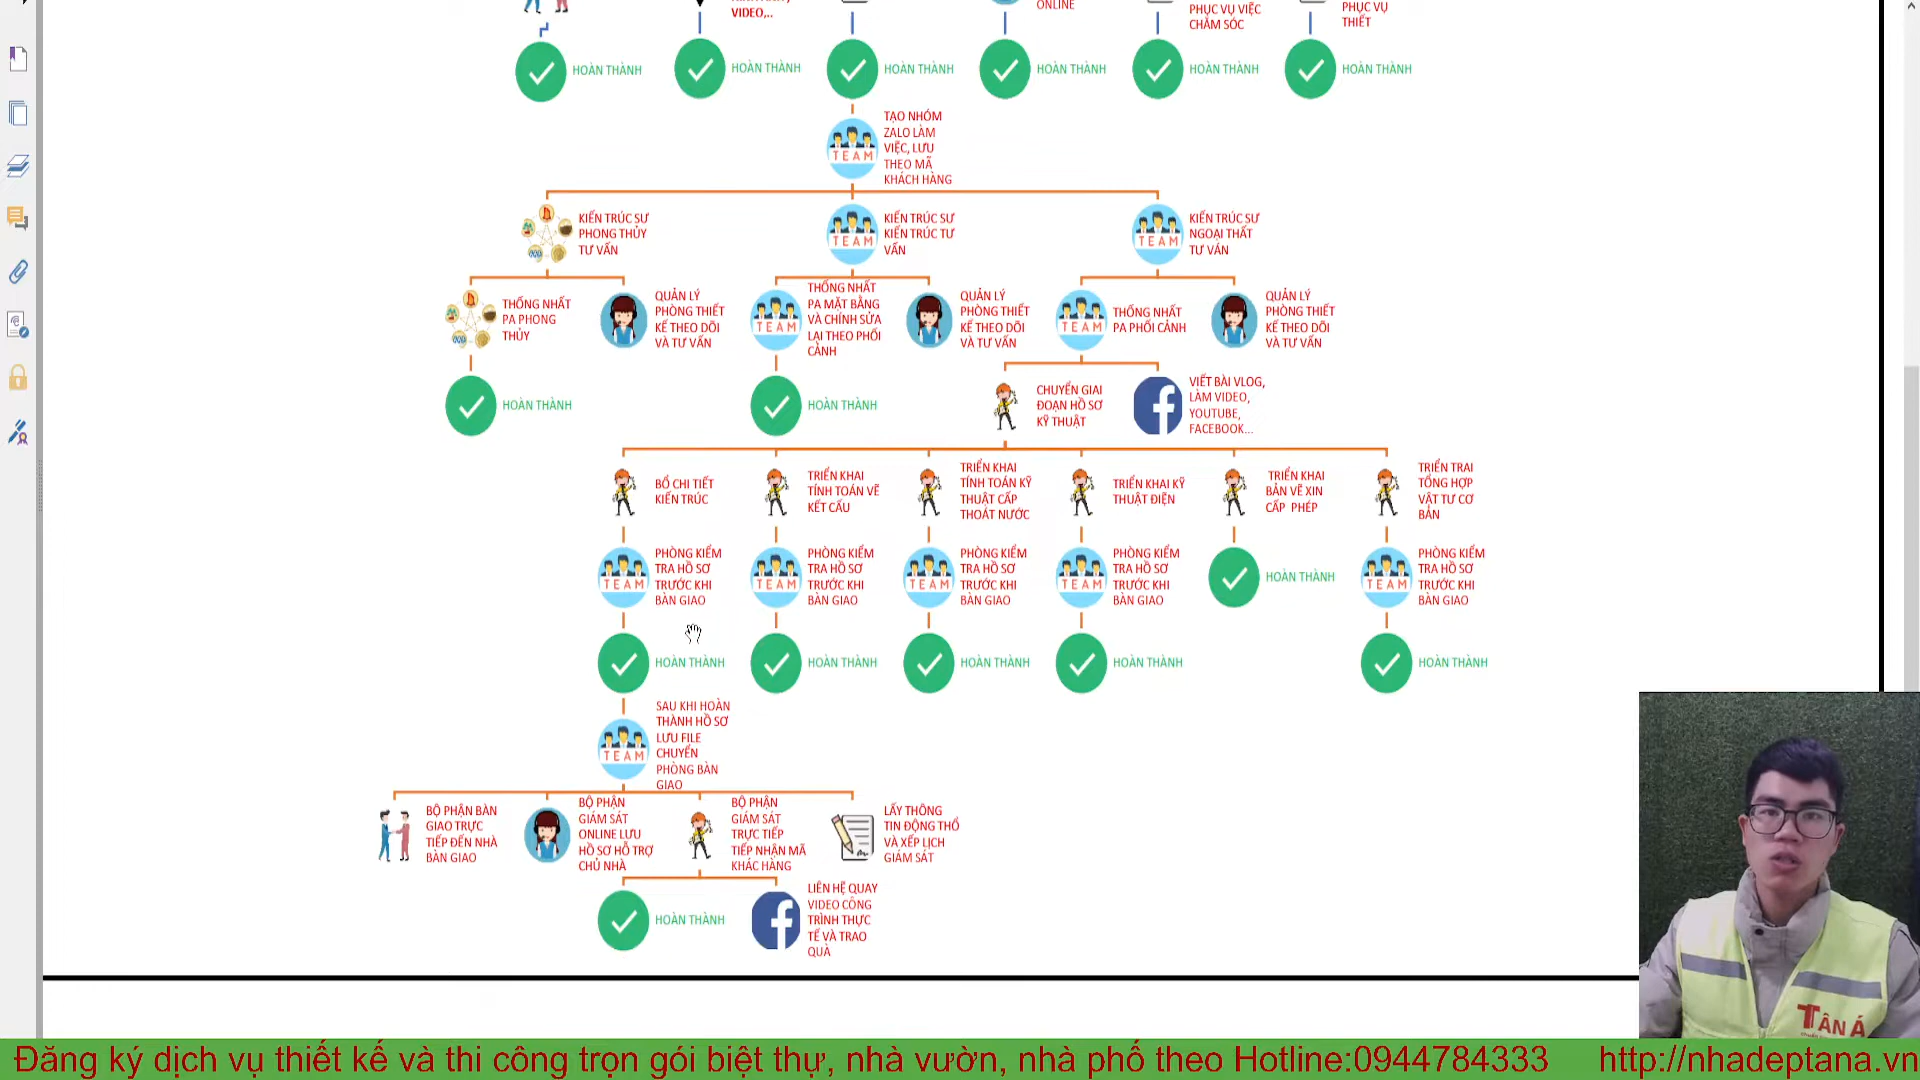 VIDEO,..
ONLINE
PHỤC VỤ VIỆC
CHĂM SÓC
PHỤC VỤ
THIẾT
HOÀN THÀNH
HOÀN THÀNH
HOÀN THÀNH
HOÀN THÀNH
HOÀN THÀNH
HOÀN THÀNH
TEAM
TẠO NHÓM
ZALO LÀM
VIỆC, LƯU
THEO MÃ
KHÁCH HÀNG
KIẾN TRÚC SƯ
PHONG THỦY
TƯ VẤN
TEAM
KIẾN TRÚC SƯ
KIẾN TRÚC TƯ
VẤN
TEAM
KIẾN TRÚC SƯ
NGOẠI THẤT
TƯ VÁN
THỐNG NHẤT
PA PHONG
THỦY
QUẢN LÝ
PHÒNG THIẾT
KẾ THEO DÕI
VÀ TƯ VẤN
TEAM
THỐNG NHẤT
PA MẶT BẰNG
VÀ CHỈNH SỬA
LẠI THEO PHỐI
CẢNH
QUẢN LÝ
PHÒNG THIẾT
KẾ THEO DÕI
VÀ TƯ VẤN
TEAM
THỐNG NHẤT
PA PHỐI CẢNH
QUẢN LÝ
PHÒNG THIẾT
KẾ THEO DÕI
VÀ TƯ VẤN
HOÀN THÀNH
HOÀN THÀNH
CHUYỂN GIAI
ĐOẠN HỒ SƠ
KỸ THUẬT
VIẾT BÀI VLOG,
LÀM VIDEO,
YOUTUBE,
FACEBOOK...
BỔ CHI TIẾT
KIẾN TRÚC
TRIỂN KHAI
TÍNH TOÁN VẼ
KẾT CẤU
TRIỂN KHAI
TÍNH TOÁN KỸ
THUẬT CẤP
THOÁT NƯỚC
TRIỂN KHAI KỸ
THUẬT ĐIỆN
TRIỂN KHAI
BẢN VẼ XIN
CẤP PHÉP
TRIỂN TRAI
TỔNG HỢP
VẬT TƯ CƠ
BẢN
TEAM
PHÒNG KIỂM
TRA HỒ SƠ
TRƯỚC KHI
BÀN GIAO
TEAM
PHÒNG KIỂM
TRA HỒ SƠ
TRƯỚC KHI
BÀN GIAO
TEAM
PHÒNG KIỂM
TRA HỒ SƠ
TRƯỚC KHI
BÀN GIAO
TEAM
PHÒNG KIỂM
TRA HỒ SƠ
TRƯỚC KHI
BÀN GIAO
HOÀN THÀNH
TEAM
PHÒNG KIỂM
TRA HỒ SƠ
TRƯỚC KHI
BÀN GIAO
HOÀN THÀNH
HOÀN THÀNH
HOÀN THÀNH
HOÀN THÀNH
HOÀN THÀNH
TEAM
SAU KHI HOÀN
THÀNH HỒ SƠ
LƯU FILE
CHUYỂN
PHÒNG BÀN
GIAO
BỘ PHẬN BÀN
GIAO TRỰC
TIẾP ĐẾN NHÀ
BÀN GIAO
BỘ PHẬN
GIÁM SÁT
ONLINE LƯU
HỒ SƠ HỖ TRỢ
CHỦ NHÀ
BỘ PHẬN
GIÁM SÁT
TRỰC TIẾP
TIẾP NHẬN MÃ
KHÁC HÀNG
LẤY THÔNG
TIN ĐỘNG THỔ
VÀ XẾP LỊCH
GIÁM SÁT
HOÀN THÀNH
LIÊN HỆ QUAY
VIDEO CÔNG
TRÌNH THỰC
TẾ VÀ TRAO
QUÀ
TÂN Á
Đăng ký dịch vụ thiết kế và thi công trọn gói biệt thự, nhà vườn, nhà phố theo Hotline:0944784333 http://nhadeptana.vn